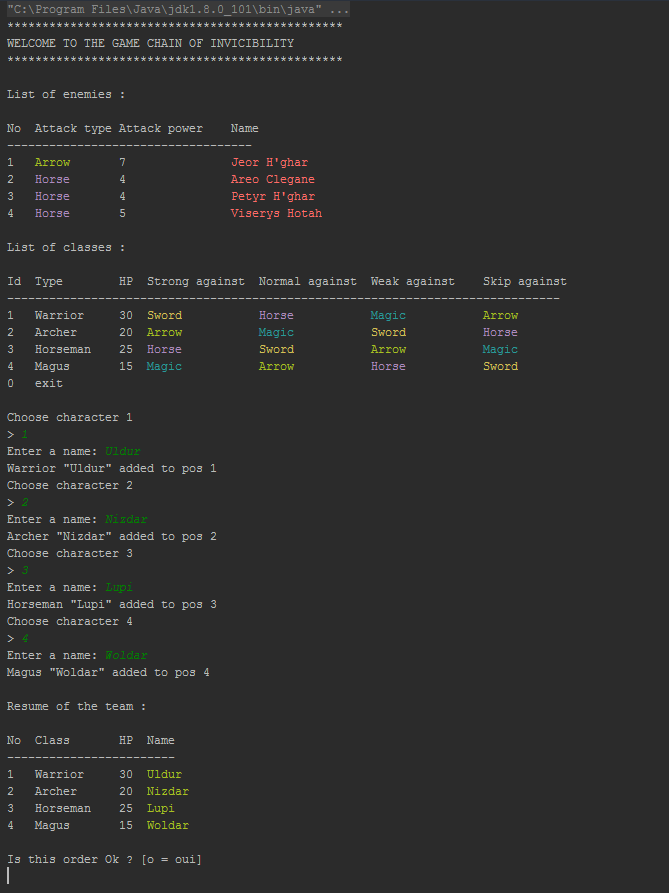 "C:\Program Files\Java\jdk1.8.0_101\bin\java" ...
************************************************
WELCOME TO THE GAME CHAIN OF INVICIBILITY
************************************************
List of enemies :
No Attack type Attack power Name
-----------------------------------
1 Arrow 7 Jeor H'ghar
2 Horse 4 Areo Clegane
3 Horse 4 Petyr H'ghar
4 Horse 5 Viserys Hotah
List of classes :
Id Type HP Strong against Normal against Weak against Skip against
-------------------------------------------------------------------------------
1 Warrior 30 Sword Horse Magic Arrow
2 Archer 20 Arrow Magic Sword Horse
3 Horseman 25 Horse Sword Arrow Magic
4 Magus 15 Magic Arrow Horse Sword
0 exit
Choose character 1
> 1
Enter a name: Uldur
Warrior "Uldur" added to pos 1
Choose character 2
> 2
Enter a name: Nizdar
Archer "Nizdar" added to pos 2
Choose character 3
> 3
Enter a name: Lupi
Horseman "Lupi" added to pos 3
Choose character 4
> 4
Enter a name: Woldar
Magus "Woldar" added to pos 4
Resume of the team :
No Class HP Name
------------------------
1 Warrior 30 Uldur
2 Archer 20 Nizdar
3 Horseman 25 Lupi
4 Magus 15 Woldar
Is this order Ok ? [o = oui]